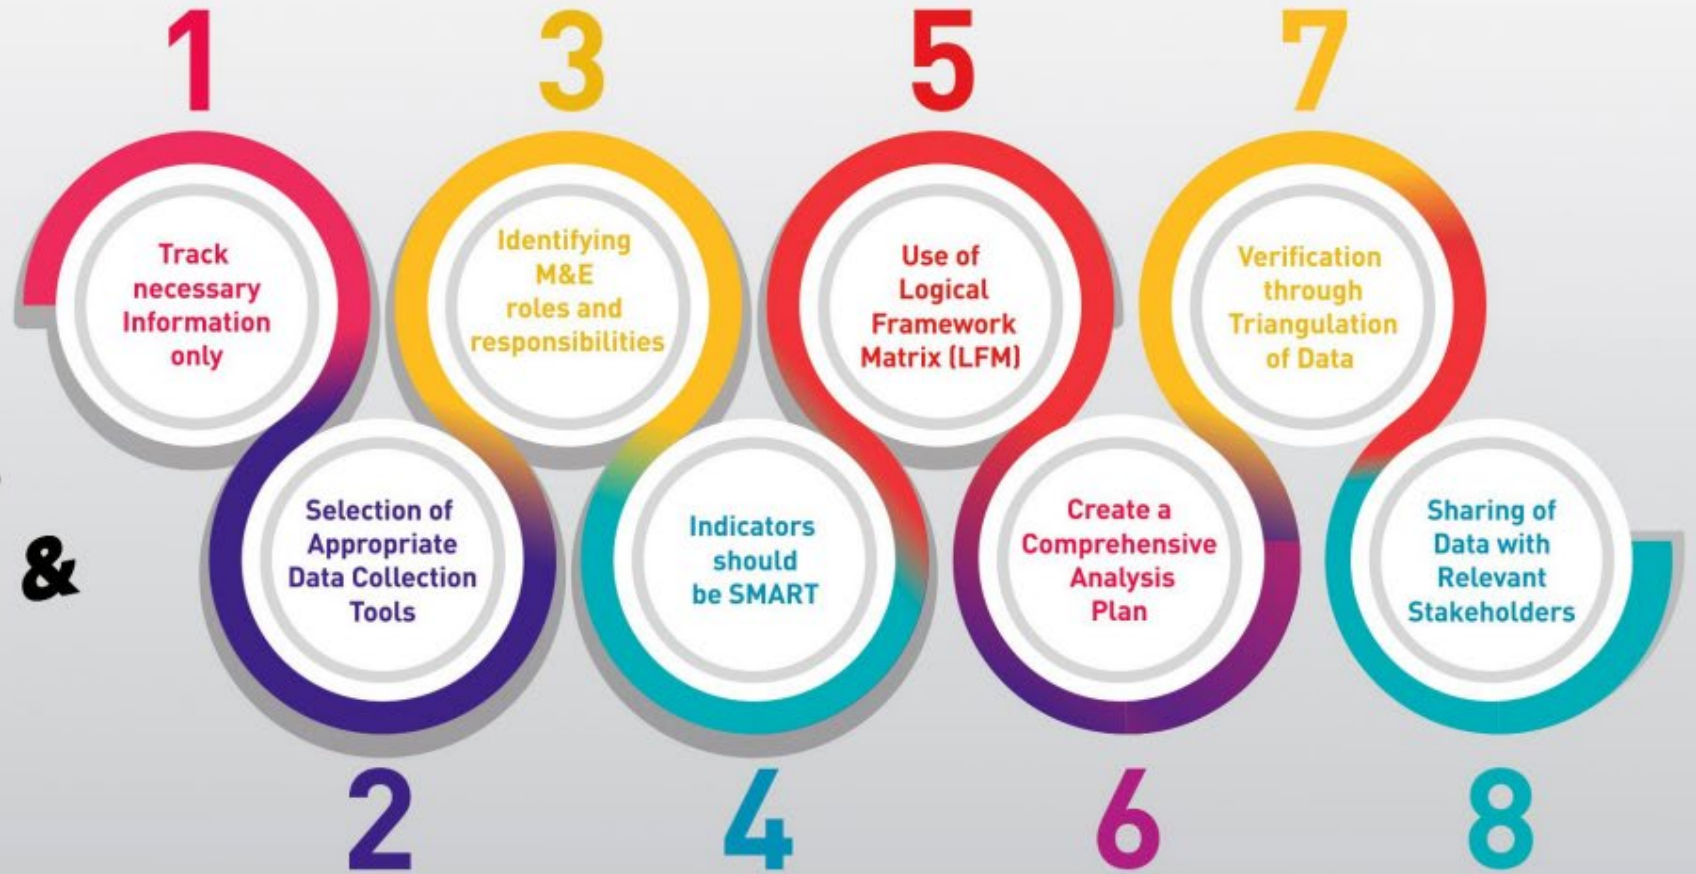 1
Track
necessary
Information
only
2
Selection of
Appropriate
Data Collection
Tools
3
Identifying
M&E
roles and
responsibilities
4
Indicators
should
be SMART
5
Use of
Logical
Framework
Matrix (LFM)
6
Create a
Comprehensive
Analysis
Plan
7
Verification
through
Triangulation
of Data
8
Sharing of
Data with
Relevant
Stakeholders
&